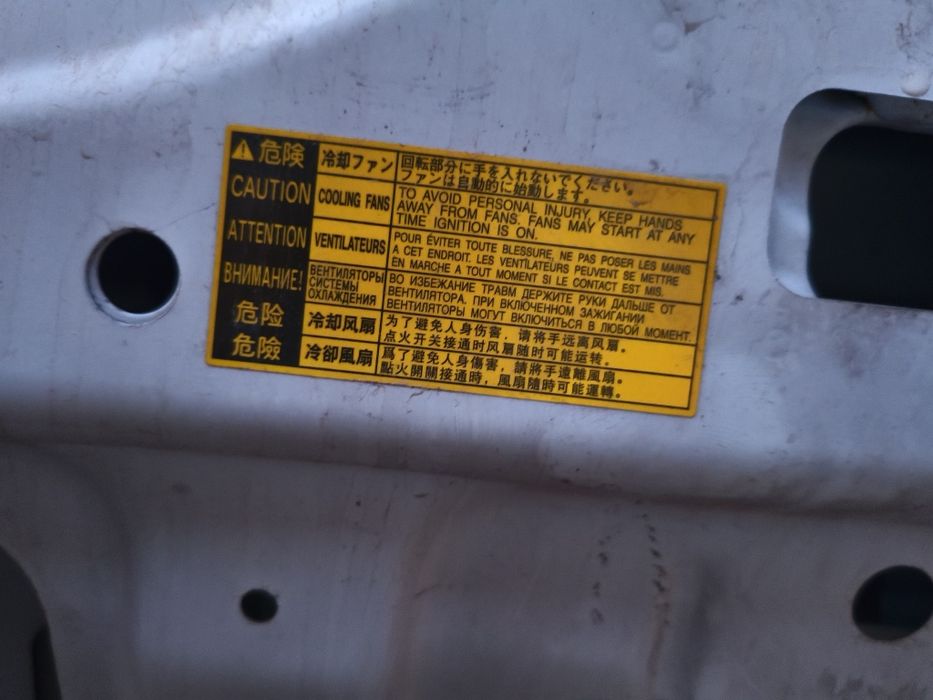 危険 冷却ファン 回転部分に手を入れないでください。
ファンは自動的に始動します。
CAUTION COOLING FANS TO AVOID PERSONAL INJURY, KEEP HANDS
AWAY FROM FANS. FANS MAY START AT ANY
TIME IGNITION IS ON.
ATTENTION VENTILATEURS POUR ÉVITER TOUTE BLESSURE, NE PAS POSER LES MAINS
A CET ENDROIT. LES VENTILATEURS PEUVENT SE METTRE
EN MARCHE A TOUT MOMENT SI LE CONTACT EST MIS.
ВНИМАНИЕ! ВЕНТИЛЯТОРЫ ВО ИЗБЕЖАНИЕ ТРАВМ ДЕРЖИТЕ РУКИ ДАЛЬШЕ ОТ
СИСТЕМЫ ВЕНТИЛЯТОРА. ПРИ ВКЛЮЧЕННОМ ЗАЖИГАНИИ
ОХЛАЖДЕНИЯ ВЕНТИЛЯТОРЫ МОГУТ ВКЛЮЧИТЬСЯ В ЛЮБОЙ МОМЕНТ.
危险 冷却风扇 为了避免人身伤害，请将手远离风扇。
点火开关接通时风扇随时可能运转。
危險 冷卻風扇 爲了避免人身傷害，請將手遠離風扇。
點火開關接通時，風扇隨時可能運轉。